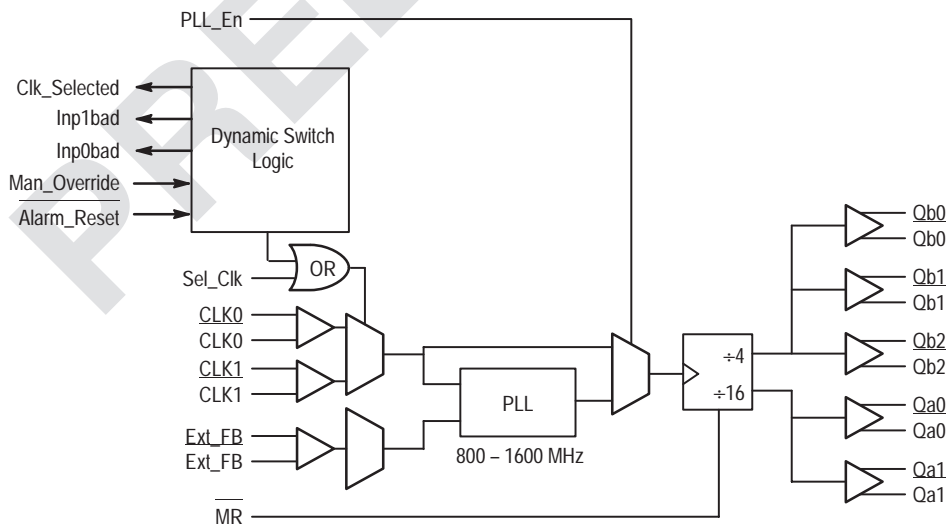 PRE
PLL_En
Clk_Selected
Inp1bad
Inp0bad
Man_Override
Alarm_Reset
Dynamic Switch
Logic
OR
Sel_Clk
CLK0
CLK0
CLK1
CLK1
Ext_FB
Ext_FB
MR
PLL
800 – 1600 MHz
÷4
÷16
Qb0
Qb0
Qb1
Qb1
Qb2
Qb2
Qa0
Qa0
Qa1
Qa1